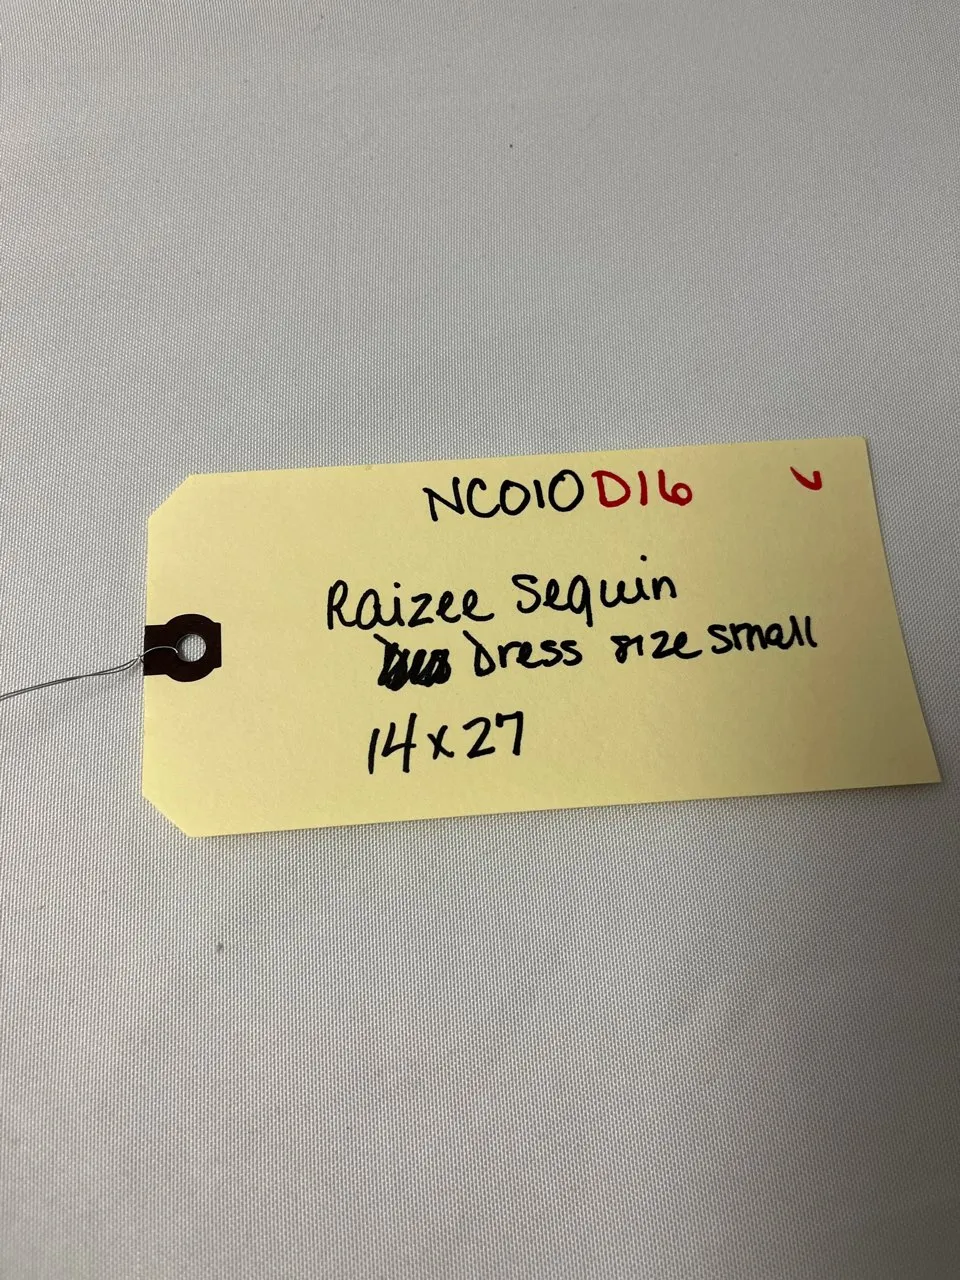 NC010D16
Raizee Sequin
Dress size small
14x27